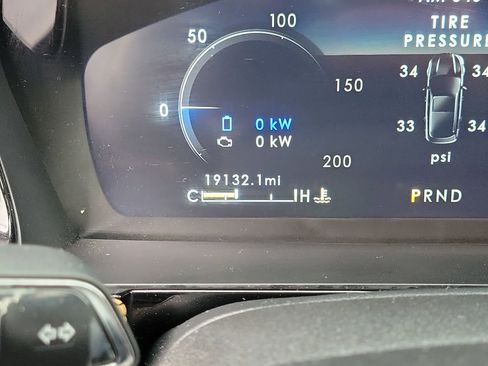 TIRE
PRESSURE
100
50
34 34
150
0
0 kW
33 34
0 kW
psi
200
19132.1mi
C H
PRND